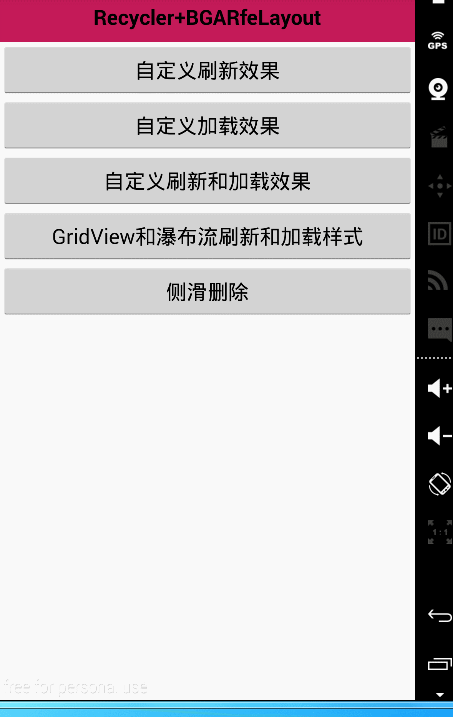 Recycler+BGARfeLayout
自定义刷新效果
自定义加载效果
自定义刷新和加载效果
GridView和瀑布流刷新和加载样式
侧滑删除
free for personal use
GPS
ID
1:1